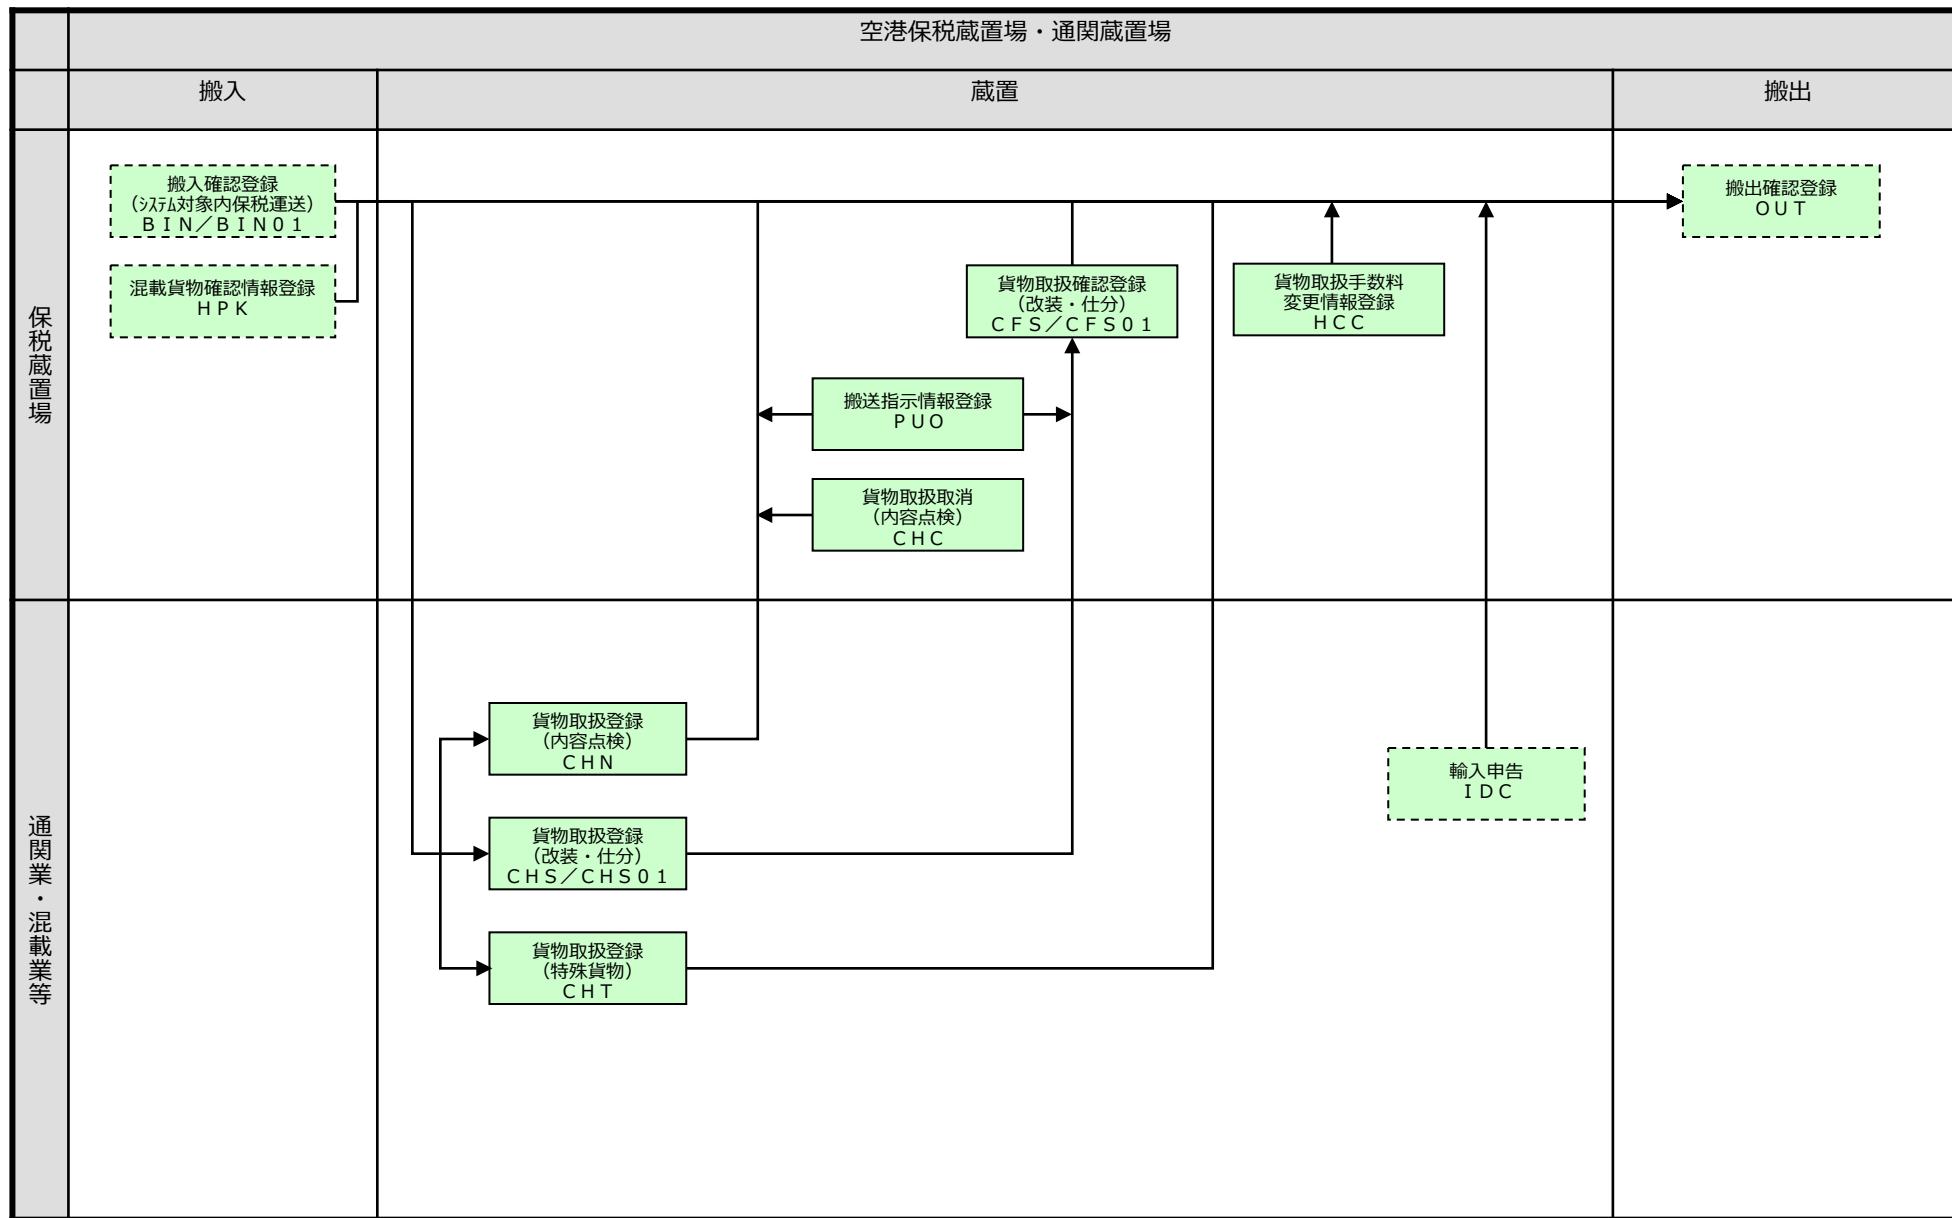 空港保税蔵置場・通関蔵置場
搬入
蔵置
搬出
保税蔵置場
搬入確認登録
（ｼｽﾃﾑ対象内保税運送）
ＢＩＮ／ＢＩＮ０１
混載貨物確認情報登録
ＨＰＫ
貨物取扱確認登録
（改装・仕分）
ＣＦＳ／ＣＦＳ０１
貨物取扱手数料
変更情報登録
ＨＣＣ
搬出確認登録
ＯＵＴ
搬送指示情報登録
ＰＵＯ
貨物取扱取消
（内容点検）
ＣＨＣ
通関業・混載業等
貨物取扱登録
（内容点検）
ＣＨＮ
貨物取扱登録
（改装・仕分）
ＣＨＳ／ＣＨＳ０１
貨物取扱登録
（特殊貨物）
ＣＨＴ
輸入申告
ＩＤＣ